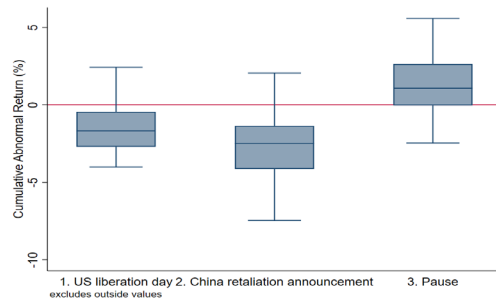 Cumulative Abnormal Return (%)
5
0
-5
-10
1. US liberation day 2. China retaliation announcement 3. Pause
excludes outside values